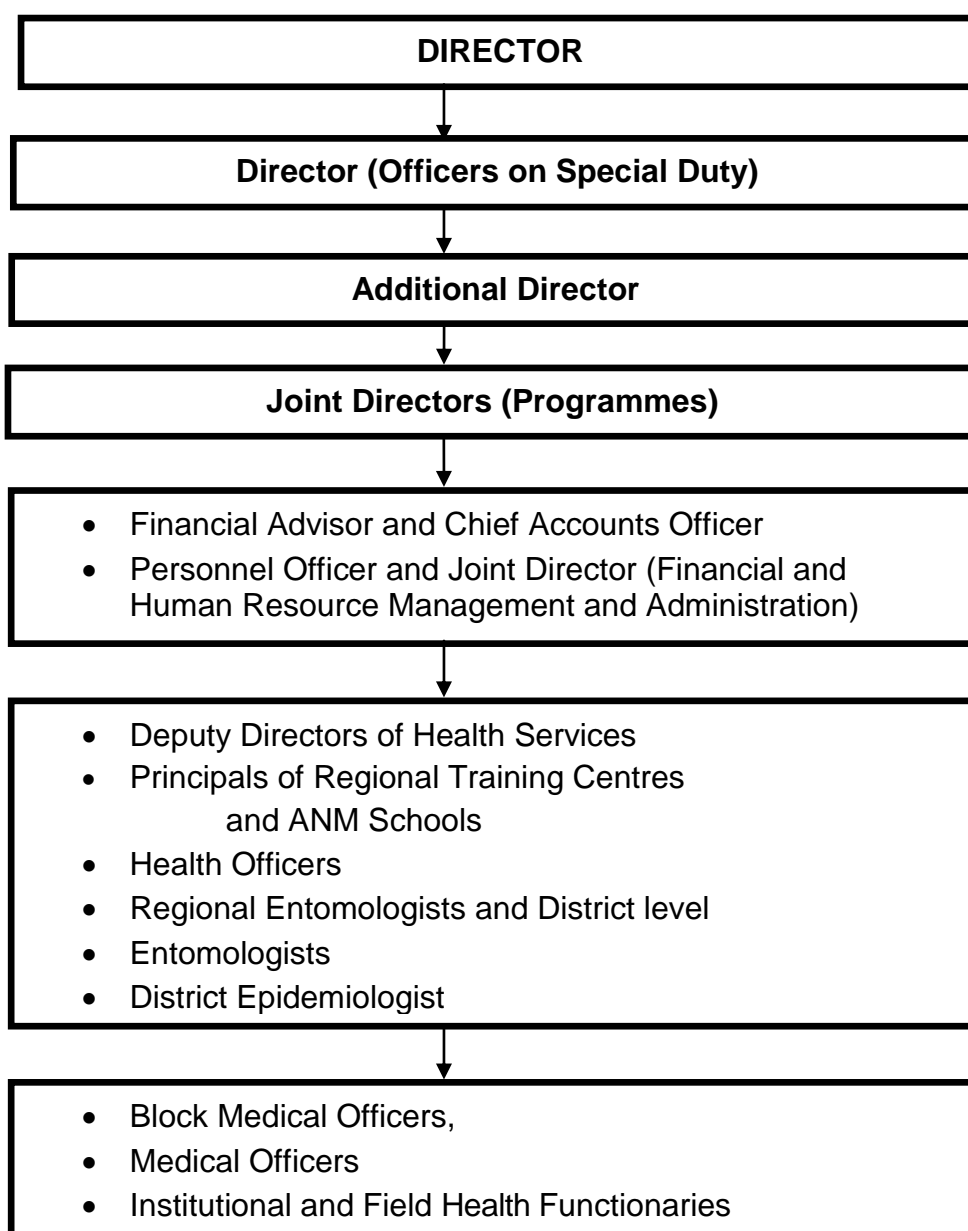 DIRECTOR
Director (Officers on Special Duty)
Additional Director
Joint Directors (Programmes)
• Financial Advisor and Chief Accounts Officer
• Personnel Officer and Joint Director (Financial and
Human Resource Management and Administration)
• Deputy Directors of Health Services
• Principals of Regional Training Centres
and ANM Schools
• Health Officers
• Regional Entomologists and District level
• Entomologists
• District Epidemiologist
• Block Medical Officers,
• Medical Officers
• Institutional and Field Health Functionaries